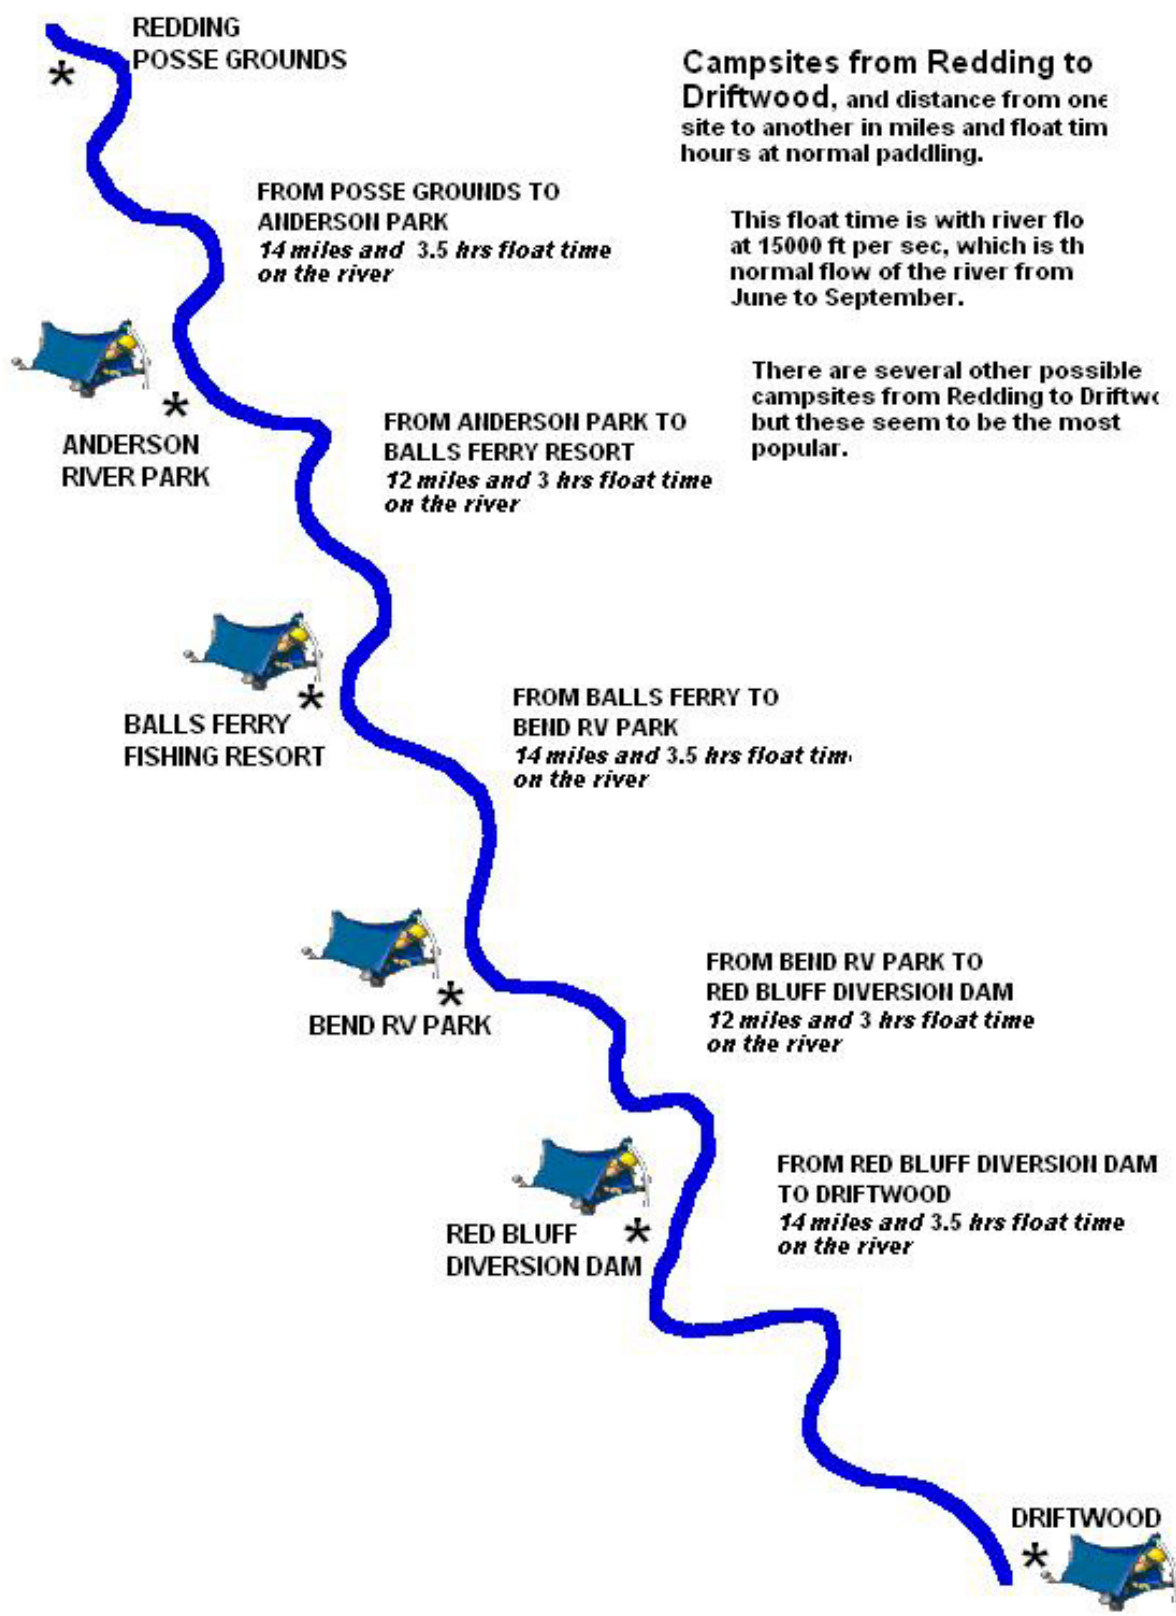 REDDING
POSSE GROUNDS
Campsites from Redding to
Driftwood, and distance from one
site to another in miles and float tim
hours at normal paddling.
FROM POSSE GROUNDS TO
ANDERSON PARK
14 miles and 3.5 hrs float time
on the river
This float time is with river flo
at 15000 ft per sec, which is th
normal flow of the river from
June to September.
There are several other possible
campsites from Redding to Driftwo
but these seem to be the most
popular.
ANDERSON
RIVER PARK
FROM ANDERSON PARK TO
BALLS FERRY RESORT
12 miles and 3 hrs float time
on the river
BALLS FERRY
FISHING RESORT
FROM BALLS FERRY TO
BEND RV PARK
14 miles and 3.5 hrs float tim
on the river
BEND RV PARK
FROM BEND RV PARK TO
RED BLUFF DIVERSION DAM
12 miles and 3 hrs float time
on the river
RED BLUFF
DIVERSION DAM
FROM RED BLUFF DIVERSION DAM
TO DRIFTWOOD
14 miles and 3.5 hrs float time
on the river
DRIFTWOOD